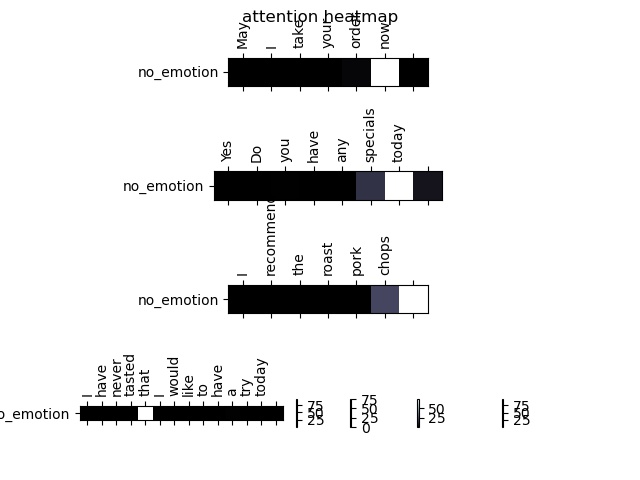 attention heatmap
May I take your order now
no_emotion
Yes Do you have any specials today
no_emotion
I recommend the roast pork chops
no_emotion
I have never tasted that I would like to have a try today
o_emotion
75 50 25
75 50 25 0
50 25
75 50 25